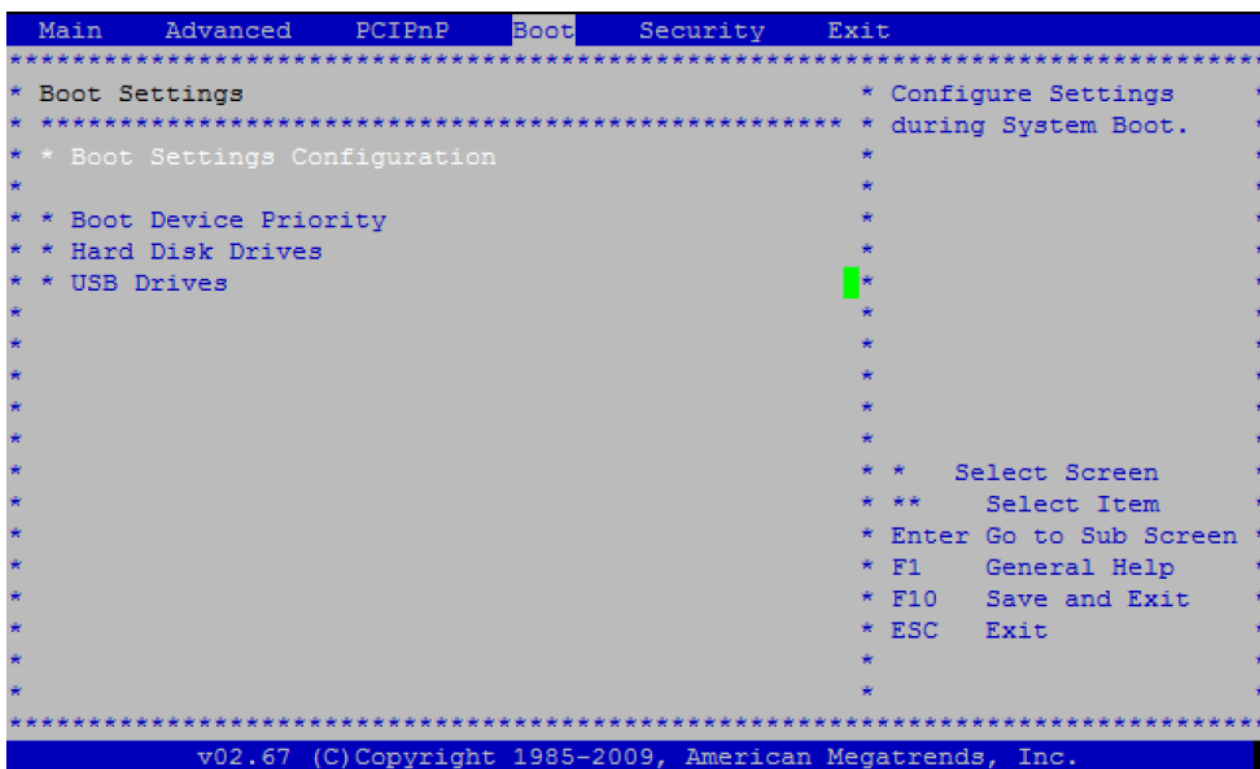 Main Advanced PCIPnP Boot Security Exit
********************************************************************************
* Boot Settings * Configure Settings *
* *************************************************** * during System Boot. *
* * Boot Settings Configuration * *
* * *
* * Boot Device Priority * *
* * Hard Disk Drives * *
* * USB Drives * *
* * *
* * *
* * *
* * *
* * *
* * * Select Screen *
* * ** Select Item *
* * Enter Go to Sub Screen *
* * F1 General Help *
* * F10 Save and Exit *
* * ESC Exit *
* * *
* * *
********************************************************************************
v02.67 (C)Copyright 1985-2009, American Megatrends, Inc.